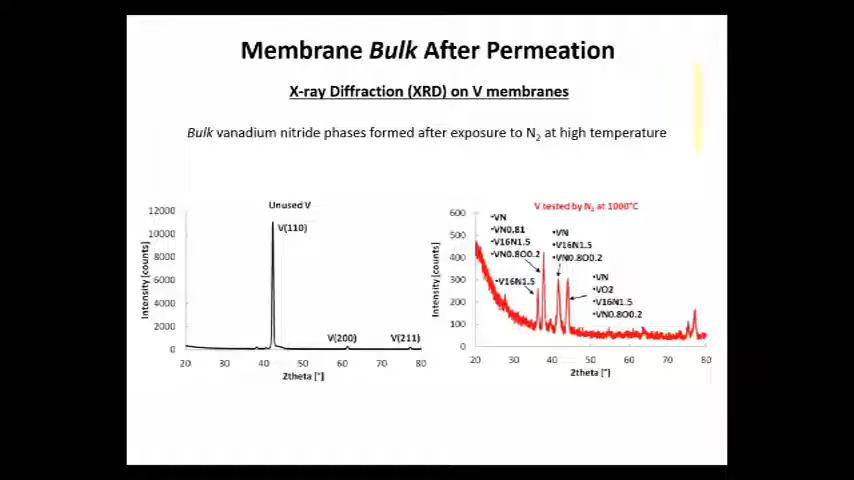 Membrane Bulk After Permeation
X-ray Diffraction (XRD) on V membranes
Bulk vanadium nitride phases formed after exposure to N2 at high temperature
Unused V
12000
10000
8000
6000
4000
2000
0
Intensity [counts]
V(110)
V(200)
V(211)
20 30 40 50 60 70 80
2theta [°]
V tested by N2 at 1000°C
600
500
400
300
200
100
0
Intensity [counts]
•VN
•VN0.81
•V16N1.5
•VN0.8O0.2
•V16N1.5
•VN
•V16N1.5
•VN0.8O0.2
•VN
•VO2
•V16N1.5
•VN0.8O0.2
20 30 40 50 60 70 80
2theta [°]